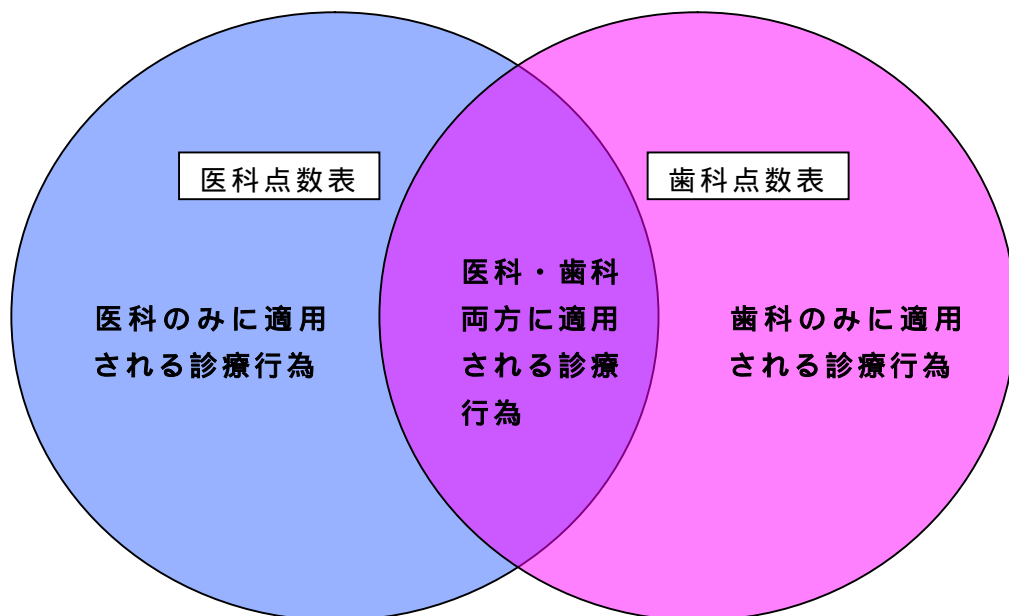 医科点数表
歯科点数表
医科のみに適用
される診療行為
医科・歯科
両方に適用
される診療
行為
歯科のみに適用
される診療行為